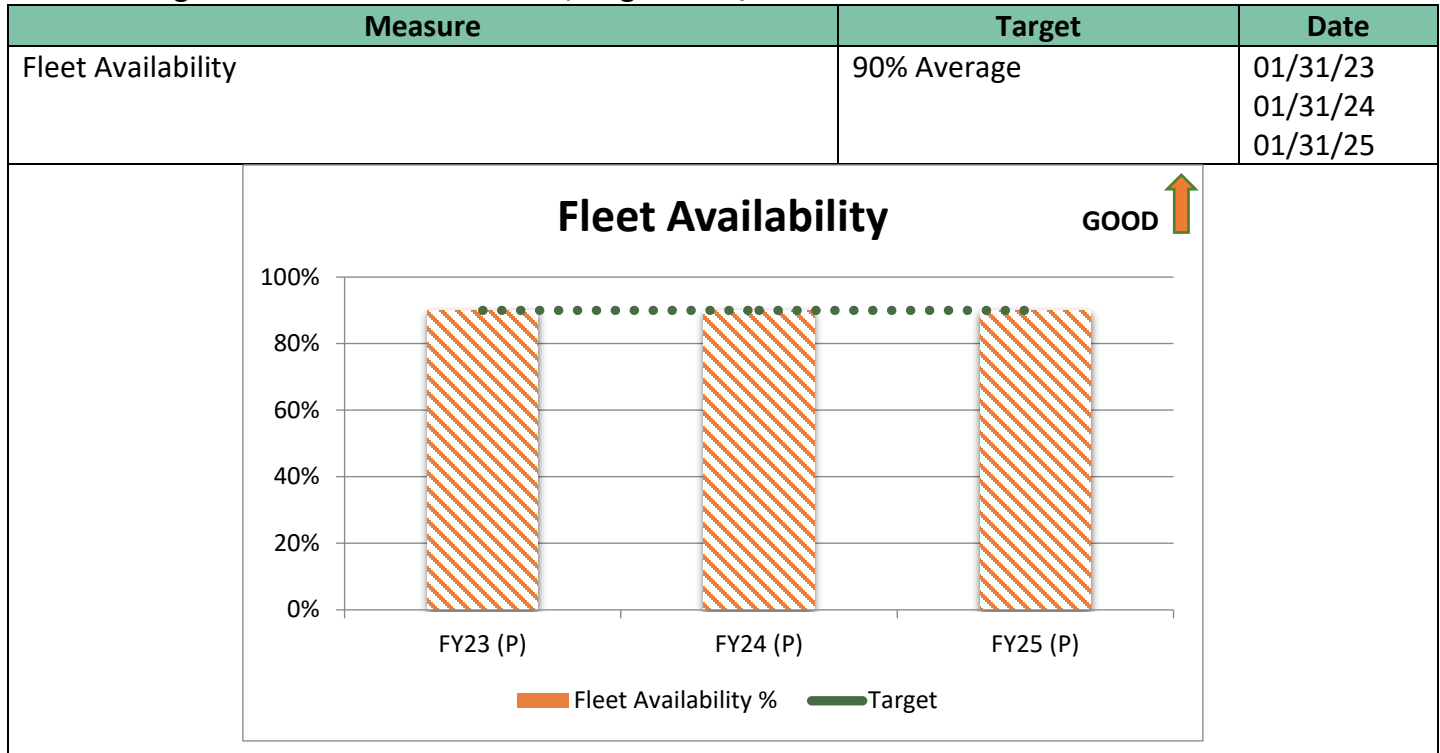 Measure Target Date
Fleet Availability 90% Average 01/31/23
01/31/24
01/31/25
Fleet Availability GOOD
100%
80%
60%
40%
20%
0%
FY23 (P) FY24 (P) FY25 (P)
Fleet Availability % Target